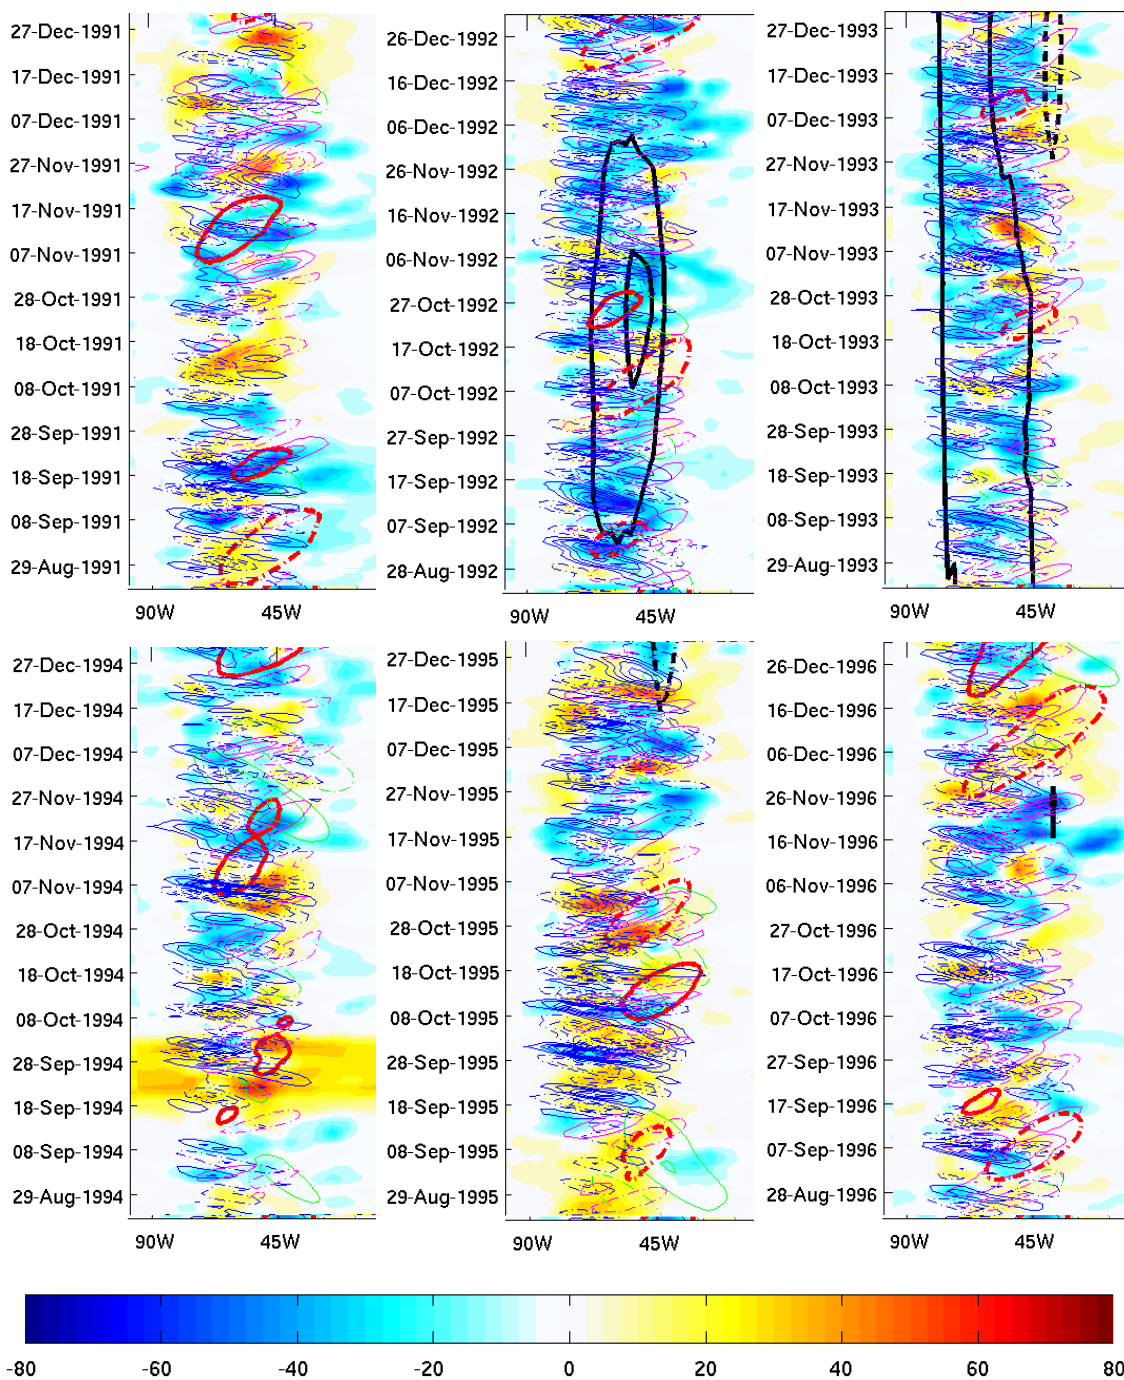 27-Dec-1991
17-Dec-1991
07-Dec-1991
27-Nov-1991
17-Nov-1991
07-Nov-1991
28-Oct-1991
18-Oct-1991
08-Oct-1991
28-Sep-1991
18-Sep-1991
08-Sep-1991
29-Aug-1991
90W 45W
26-Dec-1992
16-Dec-1992
06-Dec-1992
26-Nov-1992
16-Nov-1992
06-Nov-1992
27-Oct-1992
17-Oct-1992
07-Oct-1992
27-Sep-1992
17-Sep-1992
07-Sep-1992
28-Aug-1992
90W 45W
27-Dec-1993
17-Dec-1993
07-Dec-1993
27-Nov-1993
17-Nov-1993
07-Nov-1993
28-Oct-1993
18-Oct-1993
08-Oct-1993
28-Sep-1993
18-Sep-1993
08-Sep-1993
29-Aug-1993
90W 45W
27-Dec-1994
17-Dec-1994
07-Dec-1994
27-Nov-1994
17-Nov-1994
07-Nov-1994
28-Oct-1994
18-Oct-1994
08-Oct-1994
28-Sep-1994
18-Sep-1994
08-Sep-1994
29-Aug-1994
90W 45W
27-Dec-1995
17-Dec-1995
07-Dec-1995
27-Nov-1995
17-Nov-1995
07-Nov-1995
28-Oct-1995
18-Oct-1995
08-Oct-1995
28-Sep-1995
18-Sep-1995
08-Sep-1995
29-Aug-1995
90W 45W
26-Dec-1996
16-Dec-1996
06-Dec-1996
26-Nov-1996
16-Nov-1996
06-Nov-1996
27-Oct-1996
17-Oct-1996
07-Oct-1996
27-Sep-1996
17-Sep-1996
07-Sep-1996
28-Aug-1996
90W 45W
-80 -60 -40 -20 0 20 40 60 80